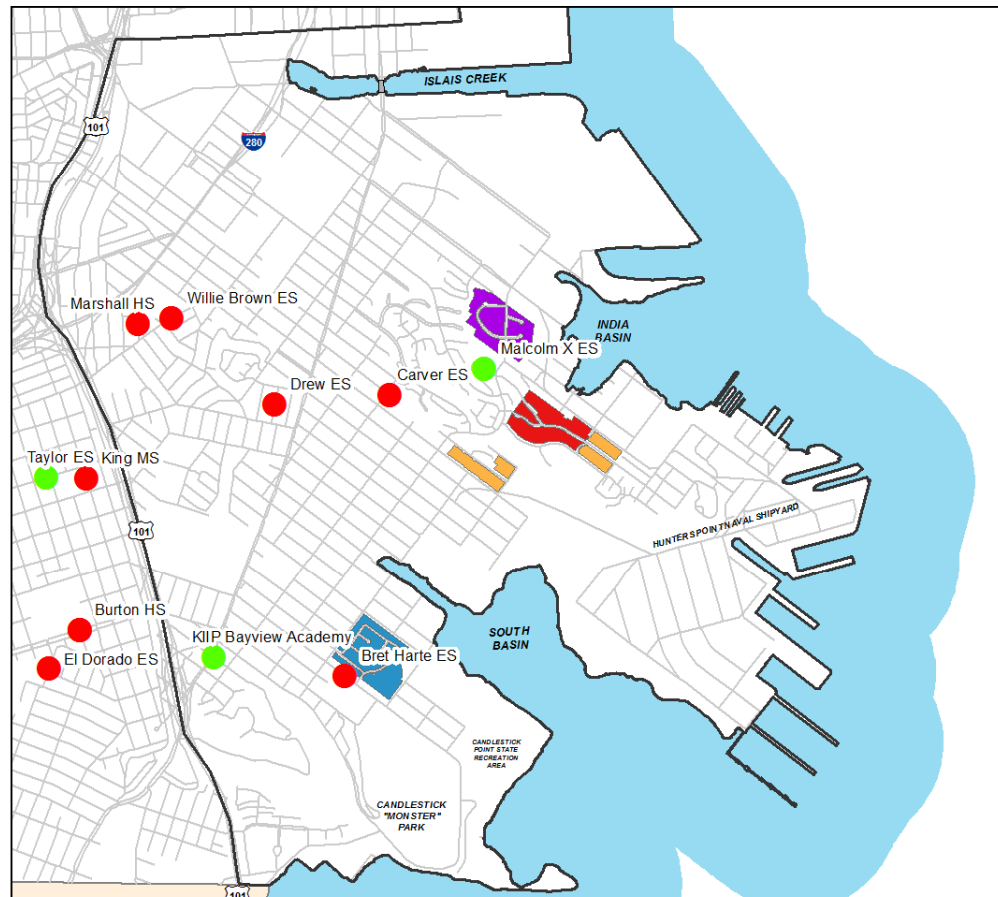 ISLAIS CREEK
101
280
Marshall HS
Willie Brown ES
INDIA
BASIN
Malcolm X ES
Drew ES
Carver ES
Taylor ES
King MS
101
HUNTERS POINT NAVAL SHIPYARD
Burton HS
KIIP Bayview Academy
SOUTH
BASIN
El Dorado ES
Bret Harte ES
CANDLESTICK
POINT STATE
RECREATION
AREA
CANDLESTICK
"MONSTER"
PARK
101